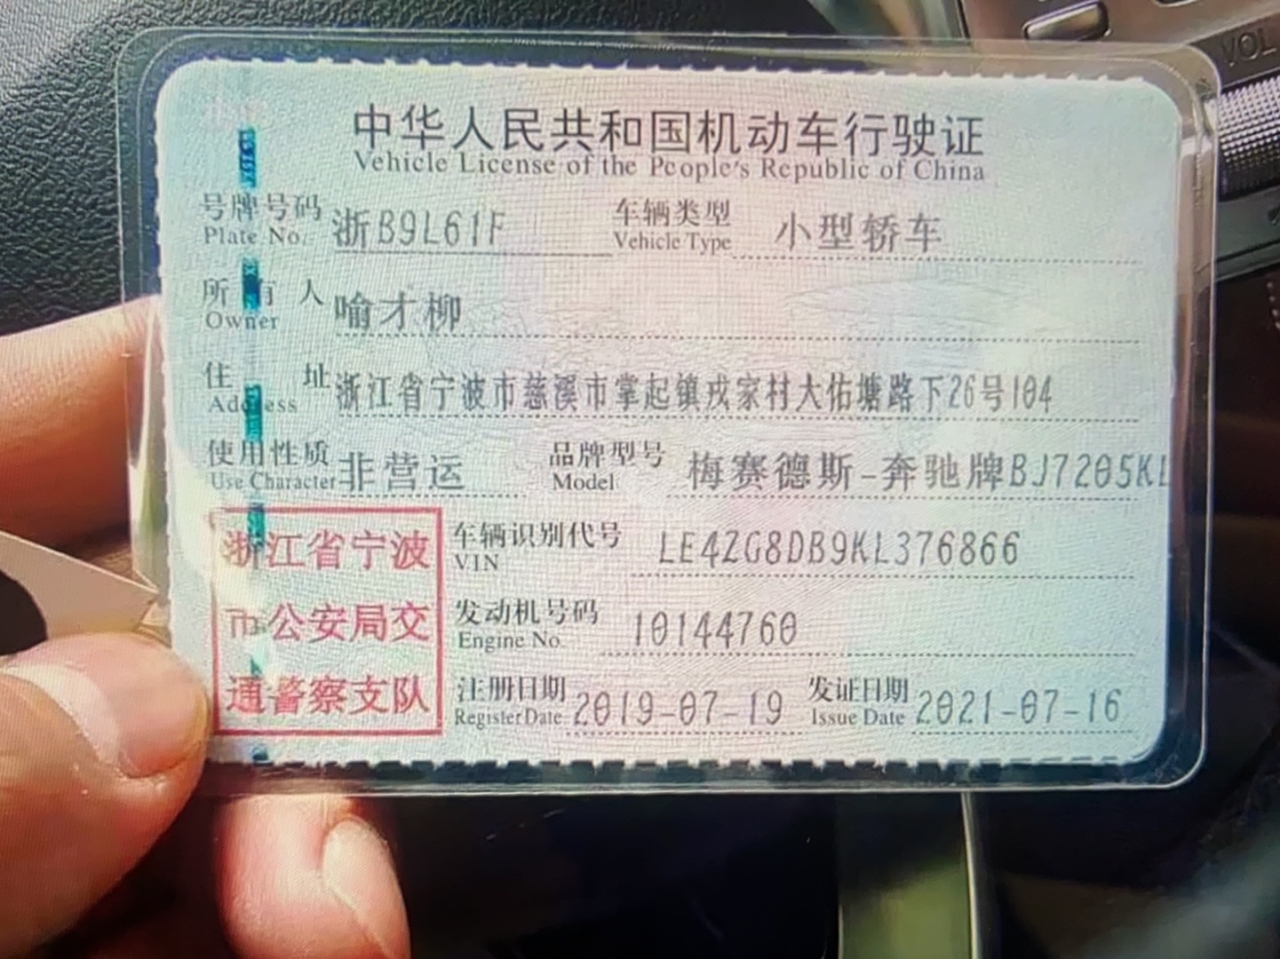 中华人民共和国机动车行驶证
Vehicle License of the People's Republic of China
号牌号码 浙B9L61F 车辆类型 小型轿车
Plate No. Vehicle Type
所有人 喻才柳
Owner
住址 浙江省宁波市慈溪市掌起镇戎家村大佑塘路下26号104
Address
使用性质 非营运 品牌型号 梅赛德斯-奔驰牌BJ7205KL
Use Character Model
浙江省宁波
市公安局交
通警察支队
车辆识别代号 LE4ZG8DB9KL376866
VIN
发动机号码 10144760
Engine No.
注册日期 2019-07-19 发证日期 2021-07-16
Register Date Issue Date
VOL